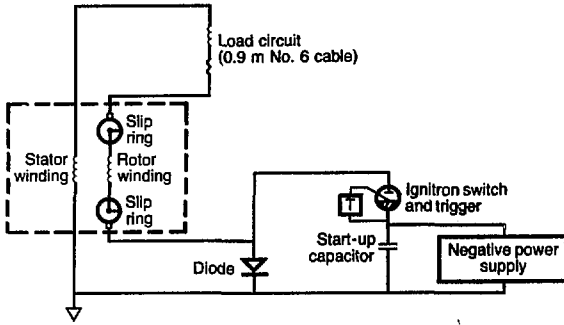 Load circuit
(0.9 m No. 6 cable)
Slip
ring
Stator
winding
Rotor
winding
Slip
ring
Ignitron switch
and trigger
Start-up
capacitor
Negative power
supply
Diode